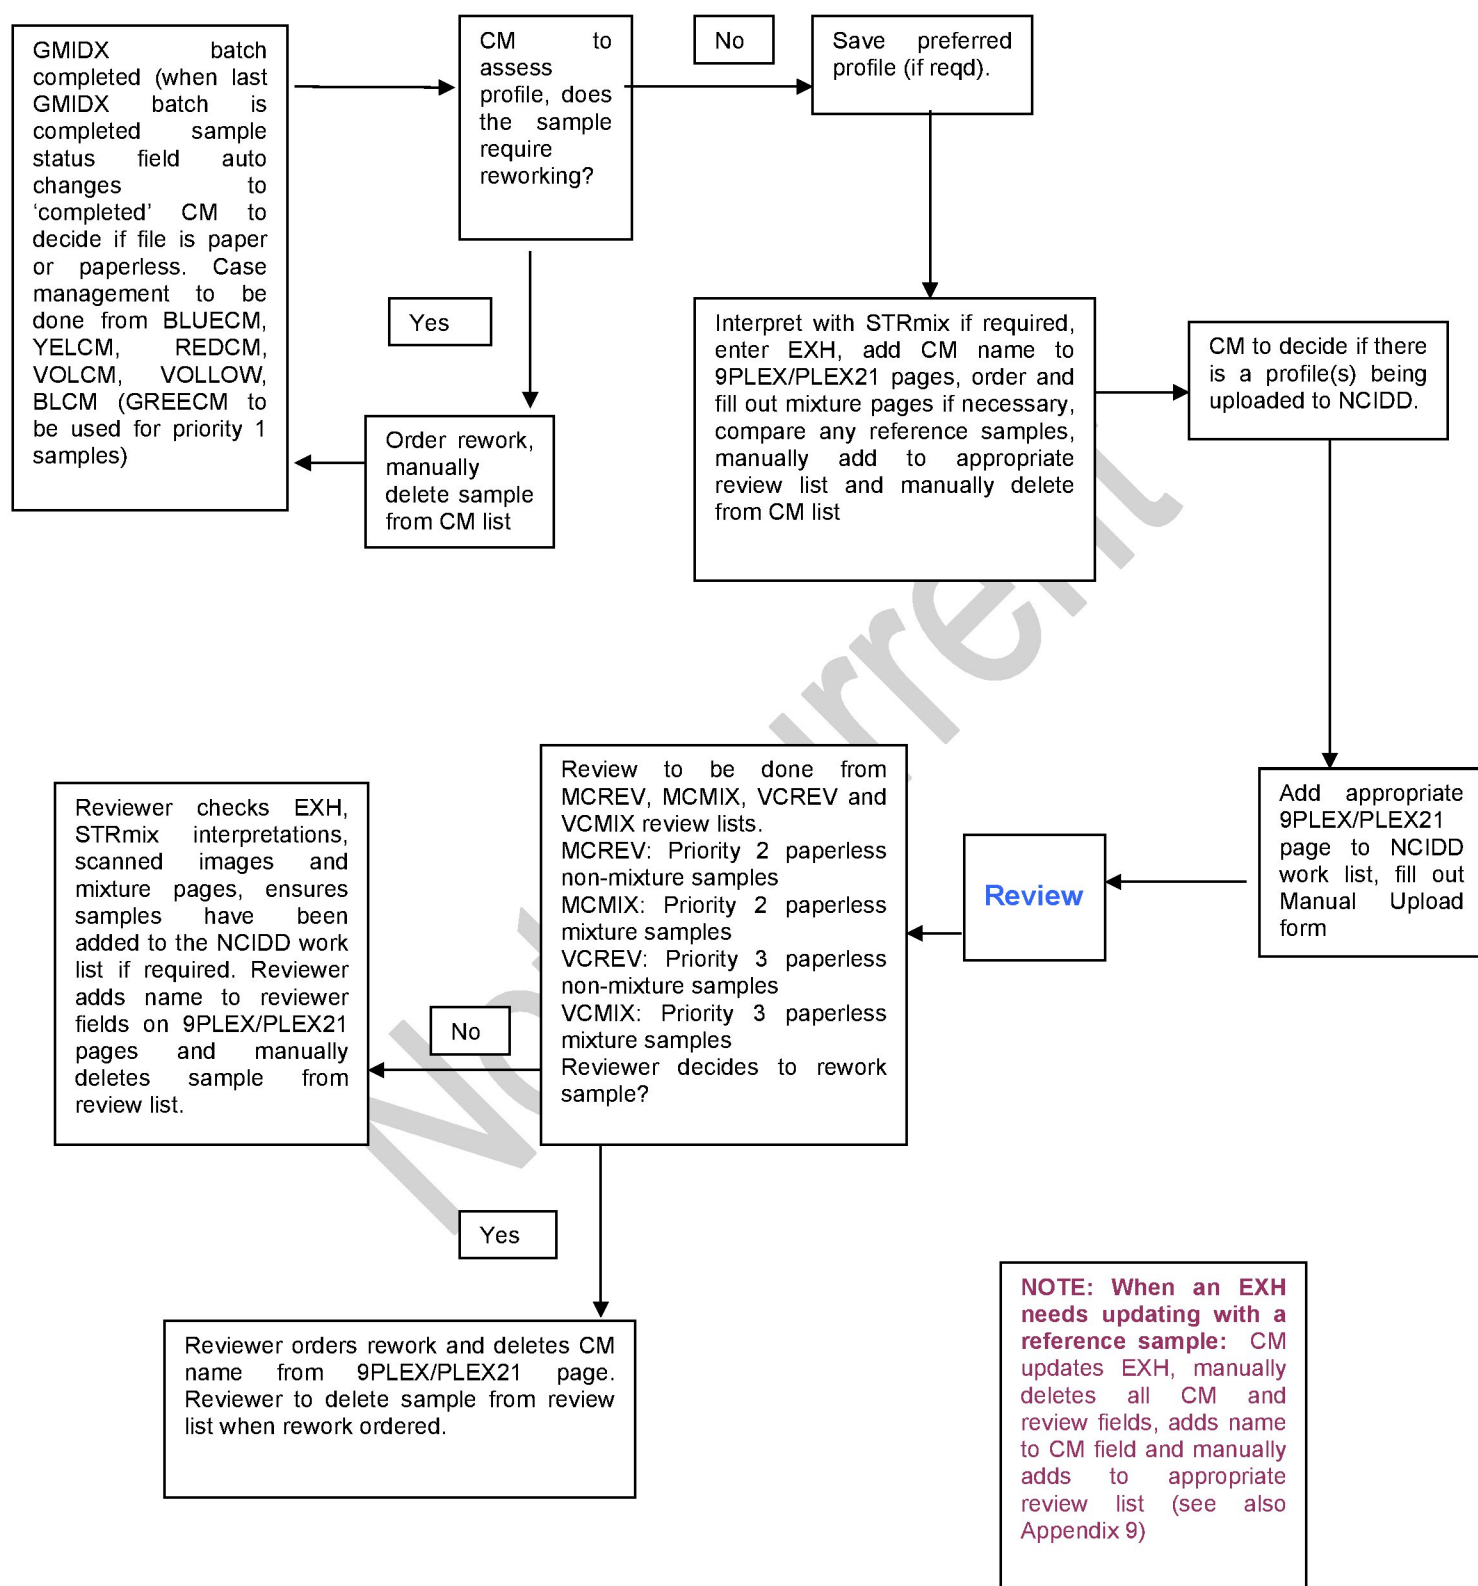 GMIDX batch
completed (when last
GMIDX batch is
completed sample
status field auto
changes to
‘completed’ CM to
decide if file is paper
or paperless. Case
management to be
done from BLUECM,
YELCM, REDCM,
VOLCM, VOLLOW,
BLCM (GREECM to
be used for priority 1
samples)
CM to
assess
profile, does
the sample
require
reworking?
No
Save preferred
profile (if reqd).
Yes
Order rework,
manually
delete sample
from CM list
Interpret with STRmix if required,
enter EXH, add CM name to
9PLEX/PLEX21 pages, order and
fill out mixture pages if necessary,
compare any reference samples,
manually add to appropriate
review list and manually delete
from CM list
CM to decide if there
is a profile(s) being
uploaded to NCIDD.
Add appropriate
9PLEX/PLEX21
page to NCIDD
work list, fill out
Manual Upload
form
Review
Review to be done from
MCREV, MCMIX, VCREV and
VCMIX review lists.
MCREV: Priority 2 paperless
non-mixture samples
MCMIX: Priority 2 paperless
mixture samples
VCREV: Priority 3 paperless
non-mixture samples
VCMIX: Priority 3 paperless
mixture samples
Reviewer decides to rework
sample?
No
Reviewer checks EXH,
STRmix interpretations,
scanned images and
mixture pages, ensures
samples have been
added to the NCIDD work
list if required. Reviewer
adds name to reviewer
fields on 9PLEX/PLEX21
pages and manually
deletes sample from
review list.
Yes
Reviewer orders rework and deletes CM
name from 9PLEX/PLEX21 page.
Reviewer to delete sample from review
list when rework ordered.
NOTE: When an EXH
needs updating with a
reference sample: CM
updates EXH, manually
deletes all CM and
review fields, adds name
to CM field and manually
adds to appropriate
review list (see also
Appendix 9)
Not Current